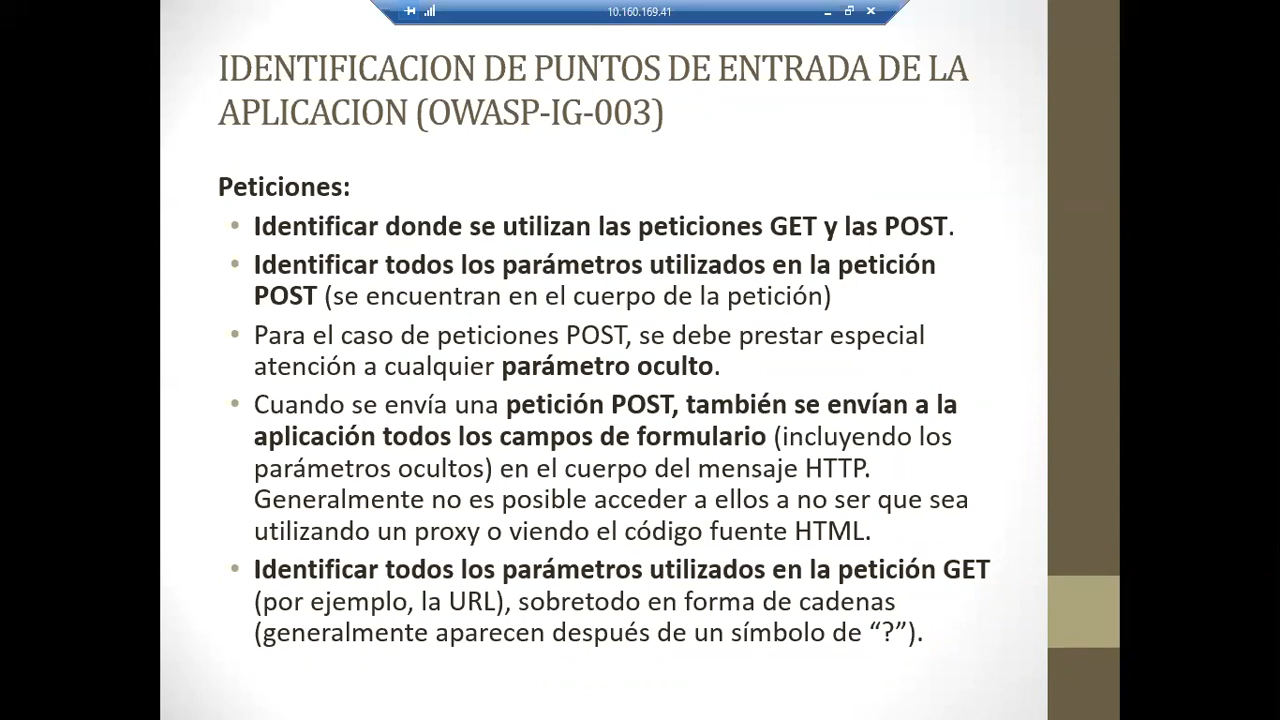 10.160.169.41
IDENTIFICACION DE PUNTOS DE ENTRADA DE LA
APLICACION (OWASP-IG-003)
Peticiones:
• Identificar donde se utilizan las peticiones GET y las POST.
• Identificar todos los parámetros utilizados en la petición
POST (se encuentran en el cuerpo de la petición)
• Para el caso de peticiones POST, se debe prestar especial
atención a cualquier parámetro oculto.
• Cuando se envía una petición POST, también se envían a la
aplicación todos los campos de formulario (incluyendo los
parámetros ocultos) en el cuerpo del mensaje HTTP.
Generalmente no es posible acceder a ellos a no ser que sea
utilizando un proxy o viendo el código fuente HTML.
• Identificar todos los parámetros utilizados en la petición GET
(por ejemplo, la URL), sobretodo en forma de cadenas
(generalmente aparecen después de un símbolo de “?”).